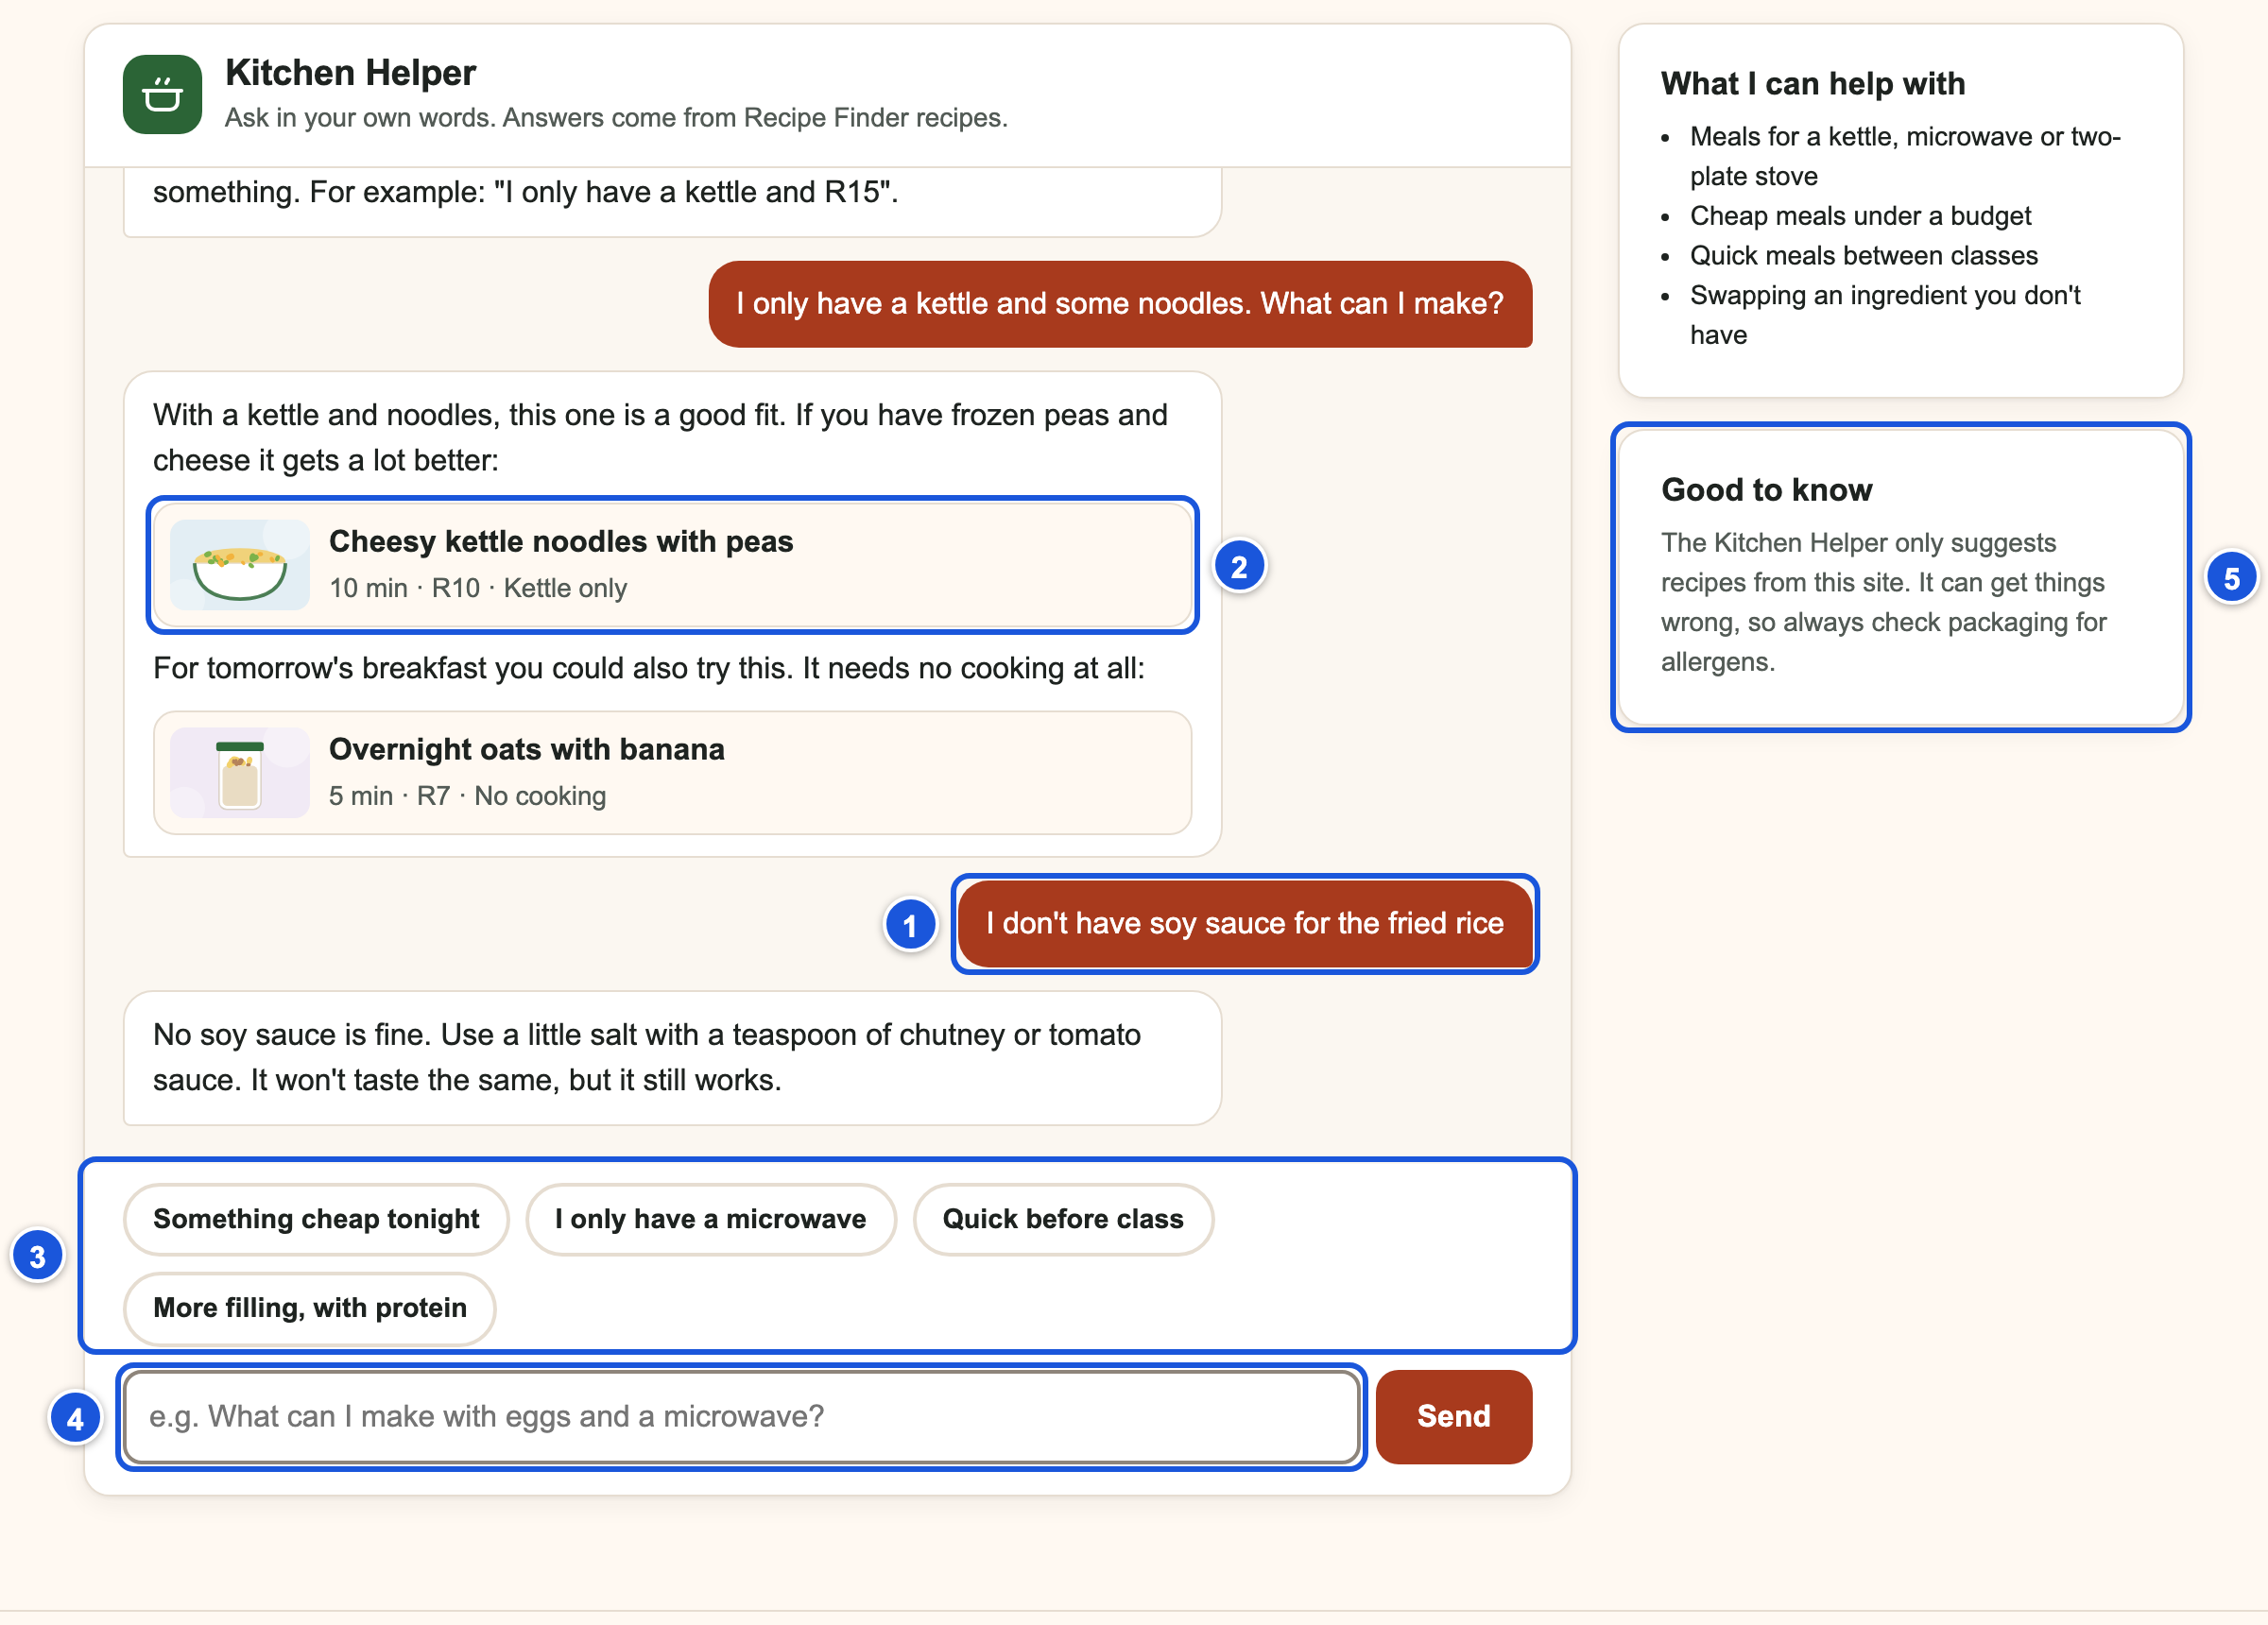 Kitchen Helper
Ask in your own words. Answers come from Recipe Finder recipes.
something. For example: "I only have a kettle and R15".
I only have a kettle and some noodles. What can I make?
With a kettle and noodles, this one is a good fit. If you have frozen peas and
cheese it gets a lot better:
Cheesy kettle noodles with peas
10 min · R10 · Kettle only
2
For tomorrow's breakfast you could also try this. It needs no cooking at all:
Overnight oats with banana
5 min · R7 · No cooking
1
I don't have soy sauce for the fried rice
No soy sauce is fine. Use a little salt with a teaspoon of chutney or tomato
sauce. It won't taste the same, but it still works.
3
Something cheap tonight
I only have a microwave
Quick before class
More filling, with protein
4
e.g. What can I make with eggs and a microwave?
Send
What I can help with
• Meals for a kettle, microwave or two-
plate stove
• Cheap meals under a budget
• Quick meals between classes
• Swapping an ingredient you don't
have
Good to know
The Kitchen Helper only suggests
recipes from this site. It can get things
wrong, so always check packaging for
allergens.
5